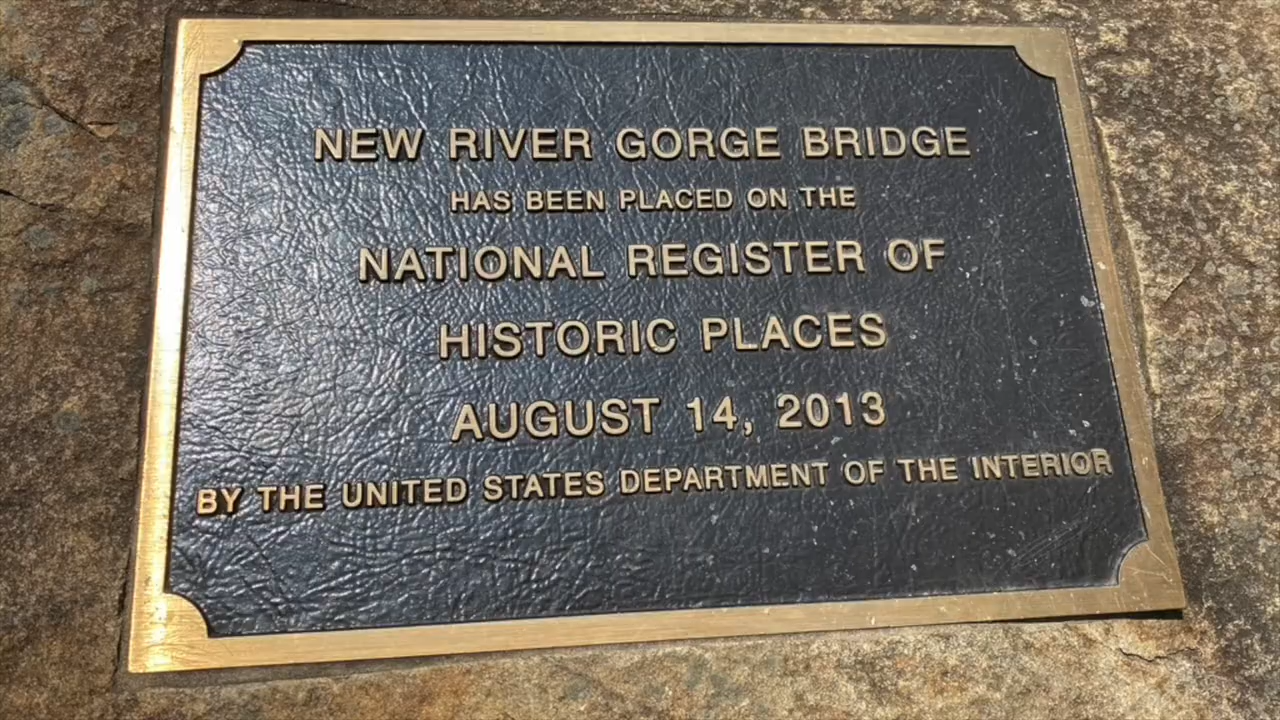 NEW RIVER GORGE BRIDGE
HAS BEEN PLACED ON THE
NATIONAL REGISTER OF
HISTORIC PLACES
AUGUST 14, 2013
BY THE UNITED STATES DEPARTMENT OF THE INTERIOR